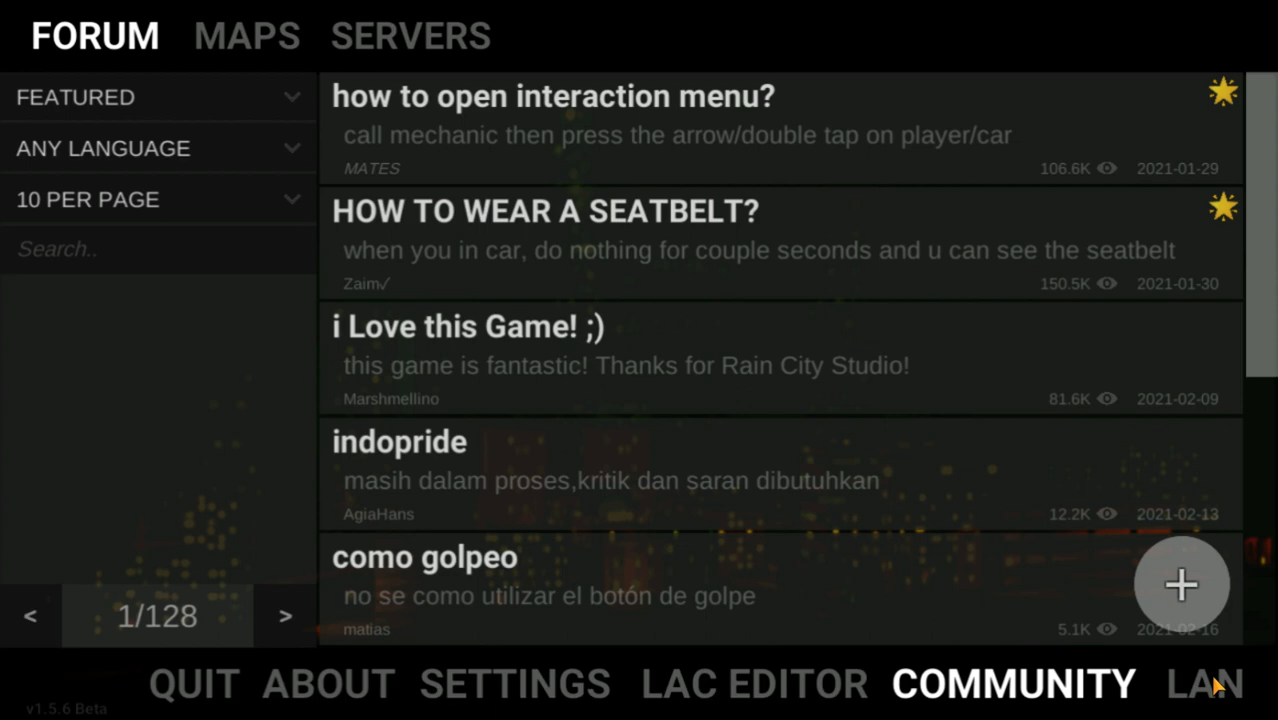 FORUM MAPS SERVERS
FEATURED
ANY LANGUAGE
10 PER PAGE
Search..
how to open interaction menu?
call mechanic then press the arrow/double tap on player/car
MATES 106.6K 2021-01-29
HOW TO WEAR A SEATBELT?
when you in car, do nothing for couple seconds and u can see the seatbelt
Zaim✓ 150.5K 2021-01-30
i Love this Game! ;)
this game is fantastic! Thanks for Rain City Studio!
Marshmellino 81.6K 2021-02-09
indopride
masih dalam proses,kritik dan saran dibutuhkan
AgiaHans 12.2K 2021-02-13
como golpeo
no se como utilizar el botón de golpe
matias 5.1K 2021-02-16
+
< 1/128 >
QUIT ABOUT SETTINGS LAC EDITOR COMMUNITY LAN
v1.5.6 Beta